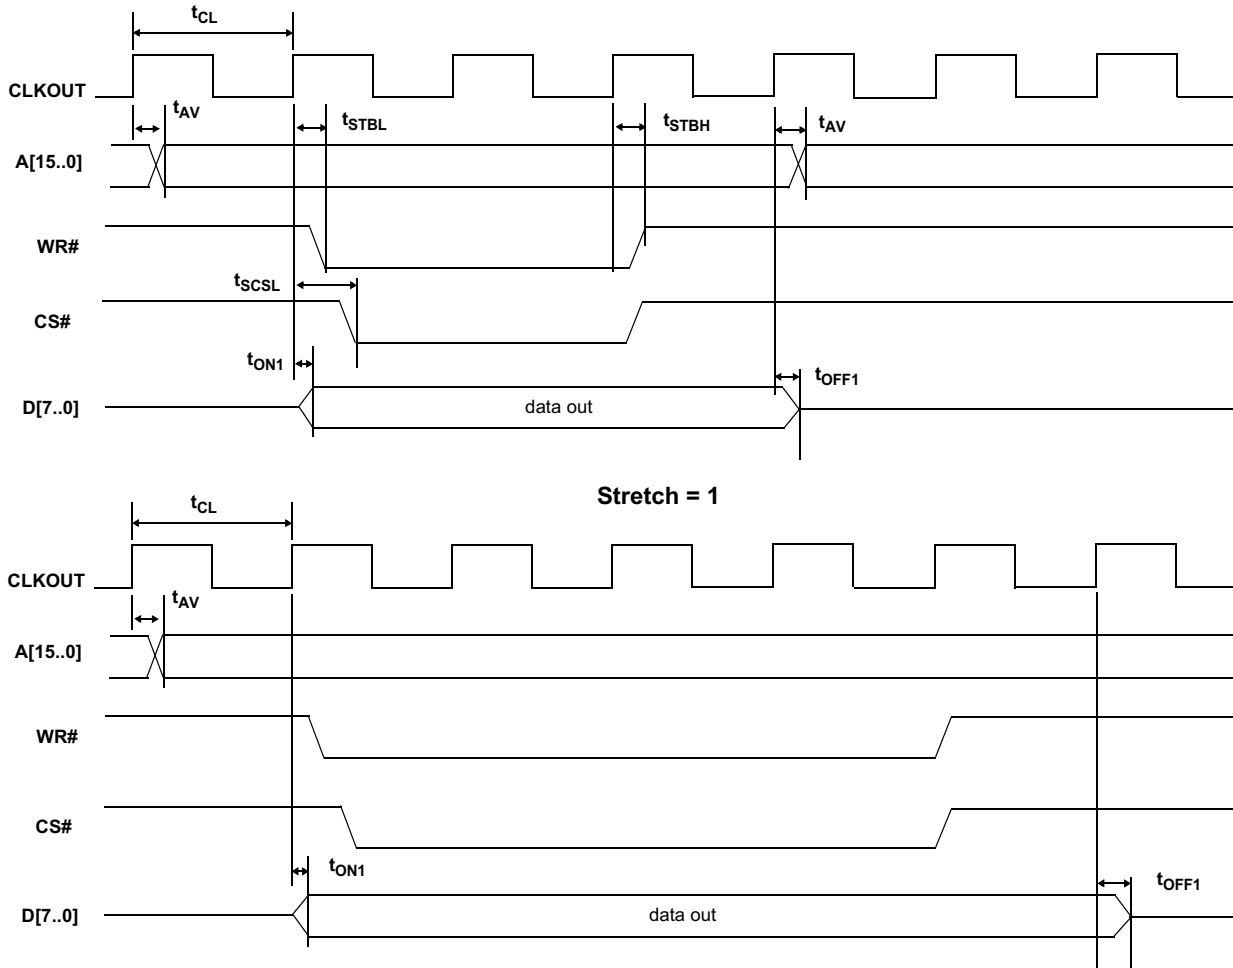 tCL
CLKOUT
tAV
tSTBL
tSTBH
tAV
A[15..0]
WR#
tSCSL
CS#
tON1
tOFF1
D[7..0]
data out
Stretch = 1
tCL
CLKOUT
tAV
A[15..0]
WR#
CS#
tON1
tOFF1
D[7..0]
data out